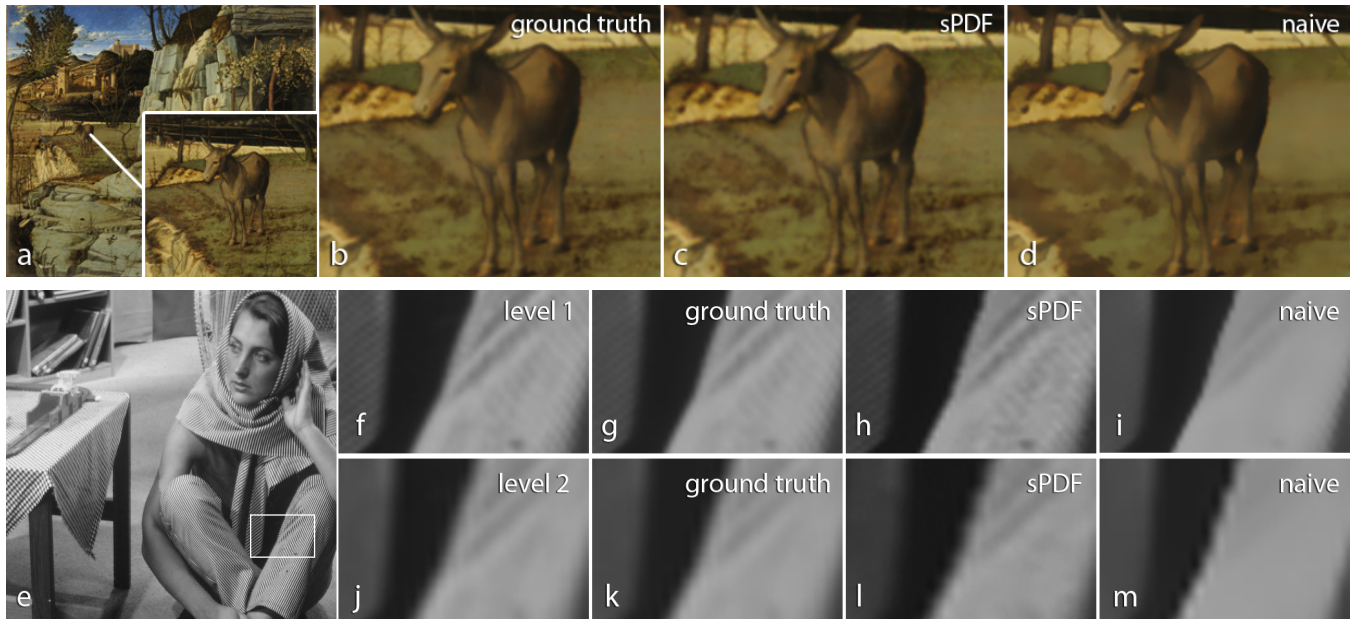 ground truth
sPDF
naive
a
b
c
d
level 1
ground truth
sPDF
naive
f
g
h
i
level 2
ground truth
sPDF
naive
e
j
k
l
m